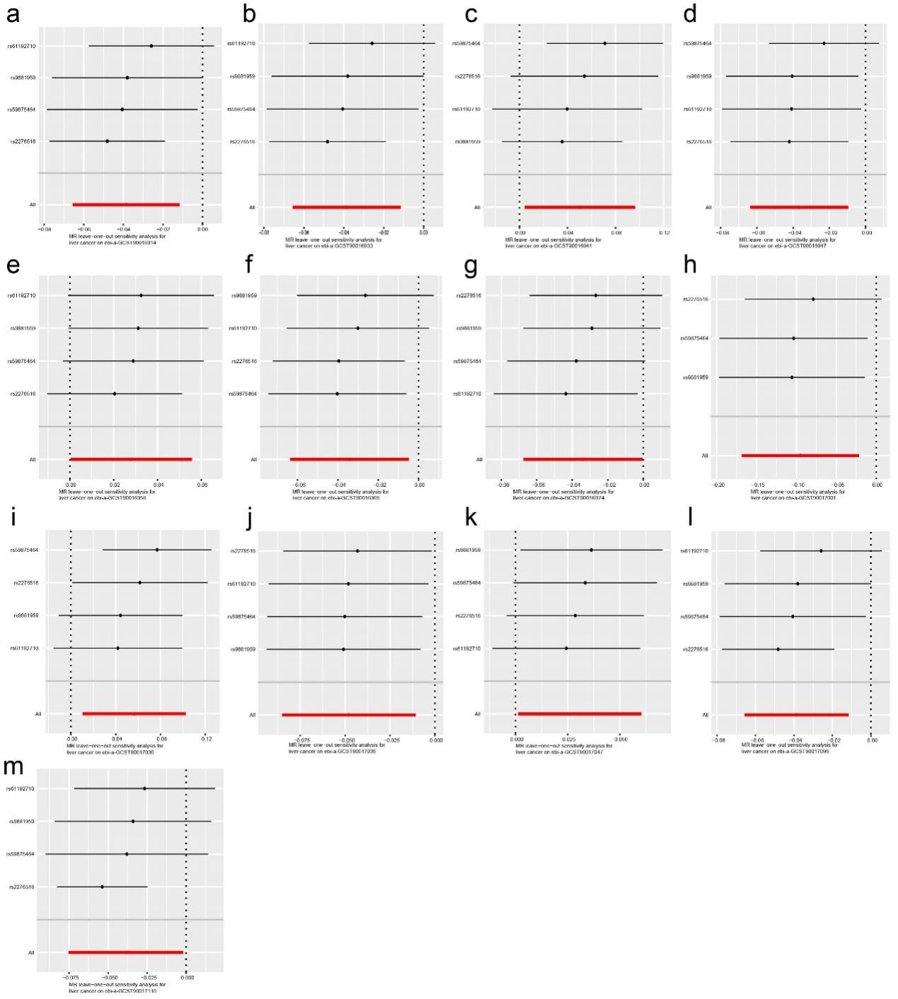 a
rs61192710
rs9881959
rs59875464
rs2276516
All
−0.08 −0.06 −0.04 −0.02 0.00
MR leave−one−out sensitivity analysis for
liver cancer on ebi-a-GCST90016914
b
rs61192710
rs9881959
rs59875464
rs2276516
All
−0.08 −0.06 −0.04 −0.02 0.00
MR leave−one−out sensitivity analysis for
liver cancer on ebi-a-GCST90016933
c
rs59875464
rs2276516
rs61192710
rs9881959
All
0.00 0.04 0.08 0.12
MR leave−one−out sensitivity analysis for
liver cancer on ebi-a-GCST90016941
d
rs59875464
rs9881959
rs61192710
rs2276516
All
−0.08 −0.06 −0.04 −0.02 0.00
MR leave−one−out sensitivity analysis for
liver cancer on ebi-a-GCST90016947
e
rs61192710
rs9881959
rs59875464
rs2276516
All
0.00 0.02 0.04 0.06
MR leave−one−out sensitivity analysis for
liver cancer on ebi-a-GCST90016956
f
rs9881959
rs61192710
rs2276516
rs59875464
All
−0.06 −0.04 −0.02 0.00
MR leave−one−out sensitivity analysis for
liver cancer on
g
rs2276516
rs9881959
rs59875464
rs61192710
All
−0.08 −0.06 −0.04 −0.02 0.00
MR leave−one−out sensitivity analysis for
liver cancer on ebi-a-GCST90016974
h
rs2276516
rs59875464
rs9881959
All
−0.20 −0.15 −0.10 −0.05 0.00
MR leave−one−out sensitivity analysis for
liver cancer on ebi-a-GCST90017001
i
rs59875464
rs2276516
rs9881959
rs61192710
All
0.00 0.04 0.08 0.12
MR leave−one−out sensitivity analysis for
liver cancer on ebi-a-GCST90017030
j
rs2276516
rs61192710
rs59875464
rs9881959
All
−0.075 −0.050 −0.025 0.000
MR leave−one−out sensitivity analysis for
liver cancer on ebi-a-GCST90017036
k
rs9881959
rs59875464
rs2276516
rs61192710
All
0.000 0.025 0.050
MR leave−one−out sensitivity analysis for
liver cancer on ebi-a-GCST90017047
l
rs61192710
rs9881959
rs59875464
rs2276516
All
−0.08 −0.06 −0.04 −0.02 0.00
MR leave−one−out sensitivity analysis for
liver cancer on ebi-a-GCST90017096
m
rs61192710
rs9881959
rs59875464
rs2276516
All
−0.075 −0.050 −0.025 0.000
MR leave−one−out sensitivity analysis for
liver cancer on ebi-a-GCST90017110